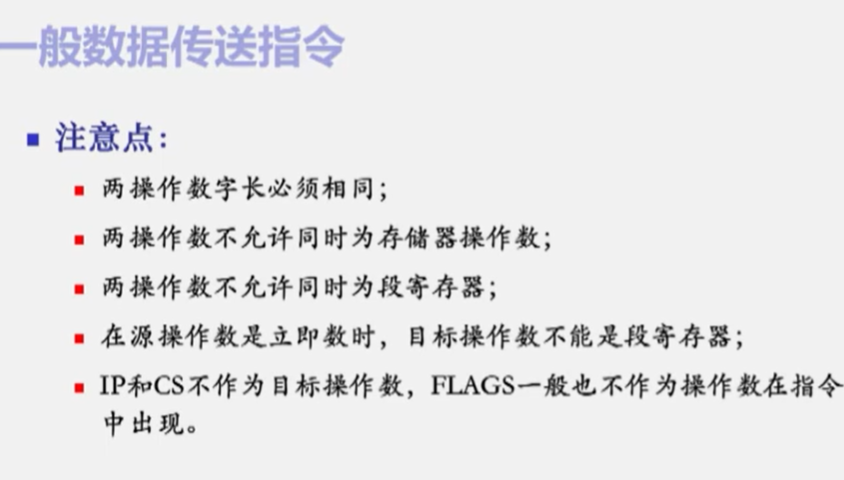 一般数据传送指令
注意点：
两操作数字长必须相同；
两操作数不允许同时为存储器操作数；
两操作数不允许同时为段寄存器；
在源操作数是立即数时，目标操作数不能是段寄存器；
IP和CS不作为目标操作数，FLAGS一般也不作为操作数在指令
中出现。